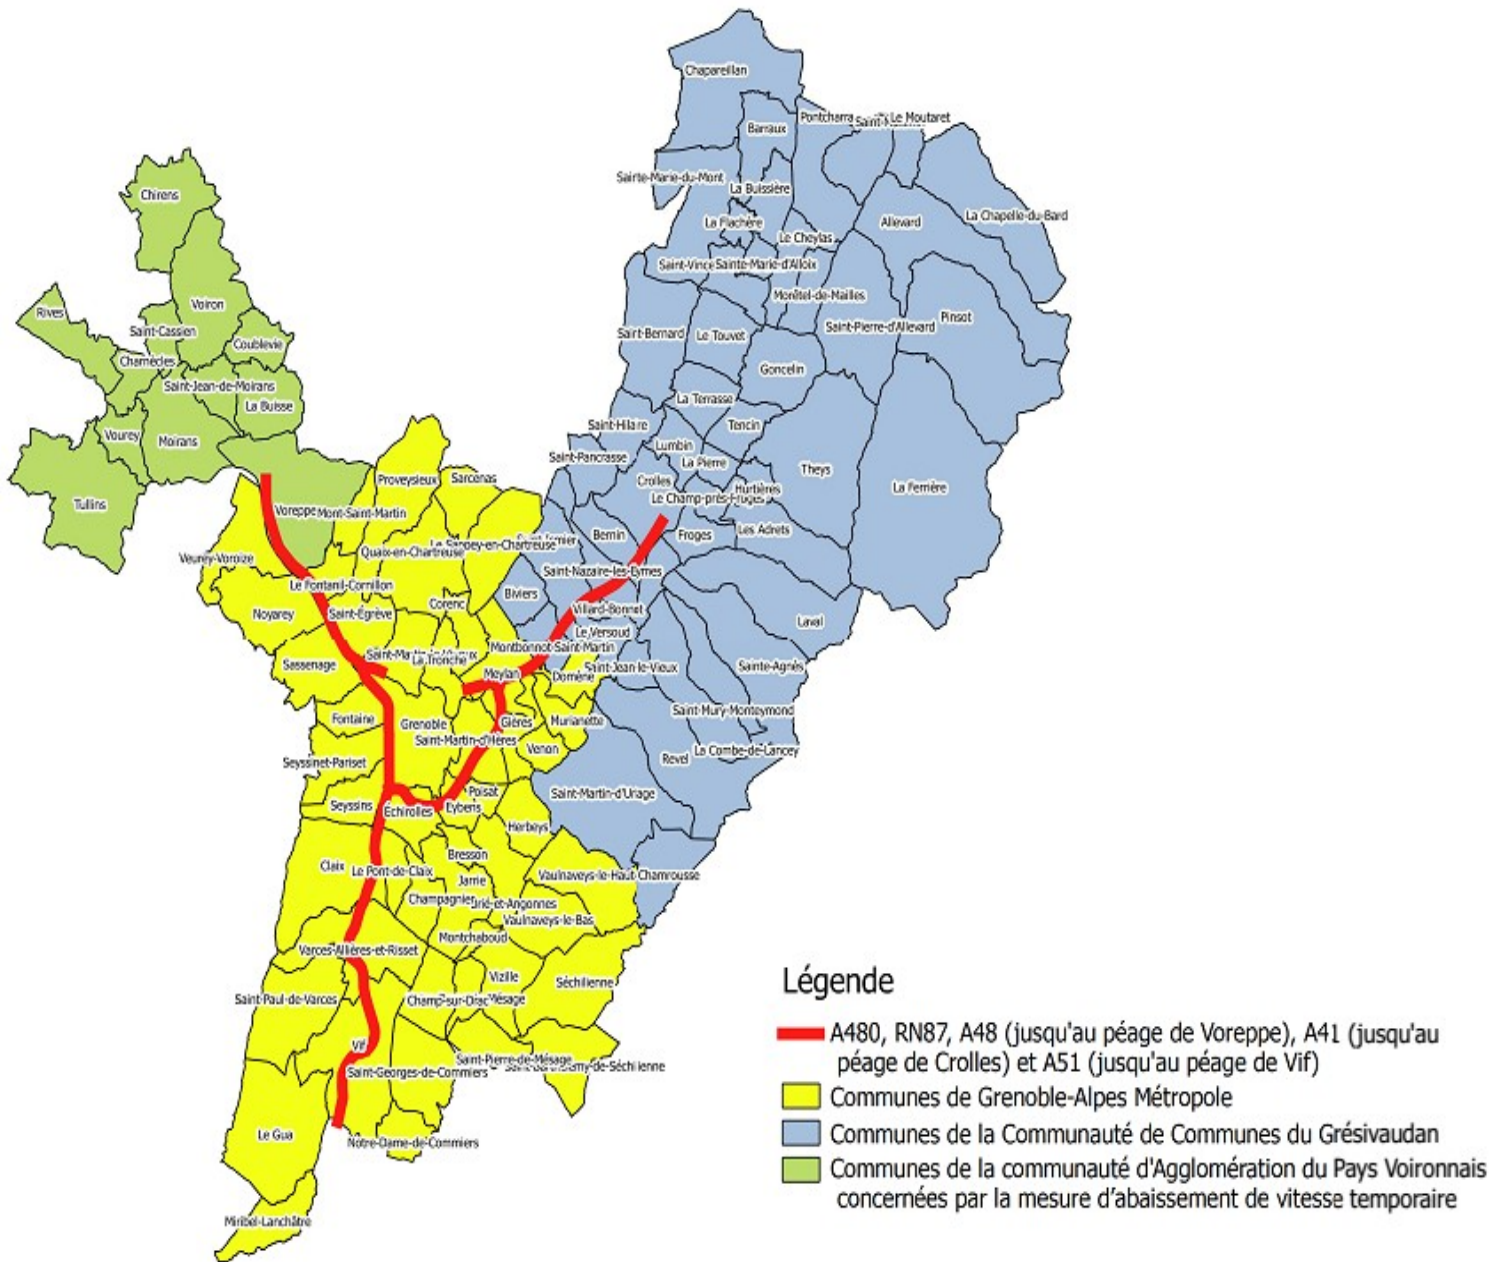 Chapareillan
Barraux
Pontcharra
Le Moutaret
Sainte-Marie-du-Mont
La Buissière
La Chapelle-du-Bard
La Flachère
Allevard
Le Cheylas
Saint-Vince
Sainte-Marie-d'Alloix
Morêtel-de-Mailles
Saint-Pierre-d'Allevard
Pinsot
Saint-Bernard
Le Touvet
Goncelin
Chirens
Voiron
Rives
Saint-Cassien
Coublevie
Charnècles
Saint-Jean-de-Moirans
La Buisse
Vourey
Moirans
Tullins
La Terrasse
Saint-Hilaire
Tencin
Lumbin
Saint-Pancrasse
La Pierre
Theys
Crolles
Hurtières
Le Champ-près-Froges
La Ferrière
Bernin
Froges
Les Adrets
Proveysieux
Sarcenas
Voreppe
Mont-Saint-Martin
Quaix-en-Chartreuse
Veurey-Voroize
Saint-Nazaire-les-Eymes
Le Fontanil-Cornillon
Biviers
Corenc
Villard-Bonnot
Laval
Noyarey
Saint-Égrève
Le Versoud
Montbonnot-Saint-Martin
La Tronche
Sassenage
Meylan
Domène
Saint-Jean-le-Vieux
Sainte-Agnès
Fontaine
Grenoble
Gières
Murianette
Saint-Mury-Monteymond
Saint-Martin-d'Hères
Venon
La Combe-de-Lancey
Revel
Seyssinet-Pariset
Poisat
Saint-Martin-d'Uriage
Seyssins
Échirolles
Eybens
Herbeys
Bresson
Claix
Le Pont-de-Claix
Jarrie
Vaulnaveys-le-Haut
Chamrousse
Champagnier
Brié-et-Angonnes
Vaulnaveys-le-Bas
Montchaboud
Varces-Allières-et-Risset
Vizille
Séchilienne
Saint-Paul-de-Varces
Champ-sur-Drac
Mésage
Vif
Saint-Pierre-de-Mésage
Saint-Georges-de-Commiers
Le Gua
Notre-Dame-de-Commiers
Miribel-Lanchâtre
Légende
A480, RN87, A48 (jusqu'au péage de Voreppe), A41 (jusqu'au
péage de Crolles) et A51 (jusqu'au péage de Vif)
Communes de Grenoble-Alpes Métropole
Communes de la Communauté de Communes du Grésivaudan
Communes de la communauté d'Agglomération du Pays Voironnais
concernées par la mesure d'abaissement de vitesse temporaire